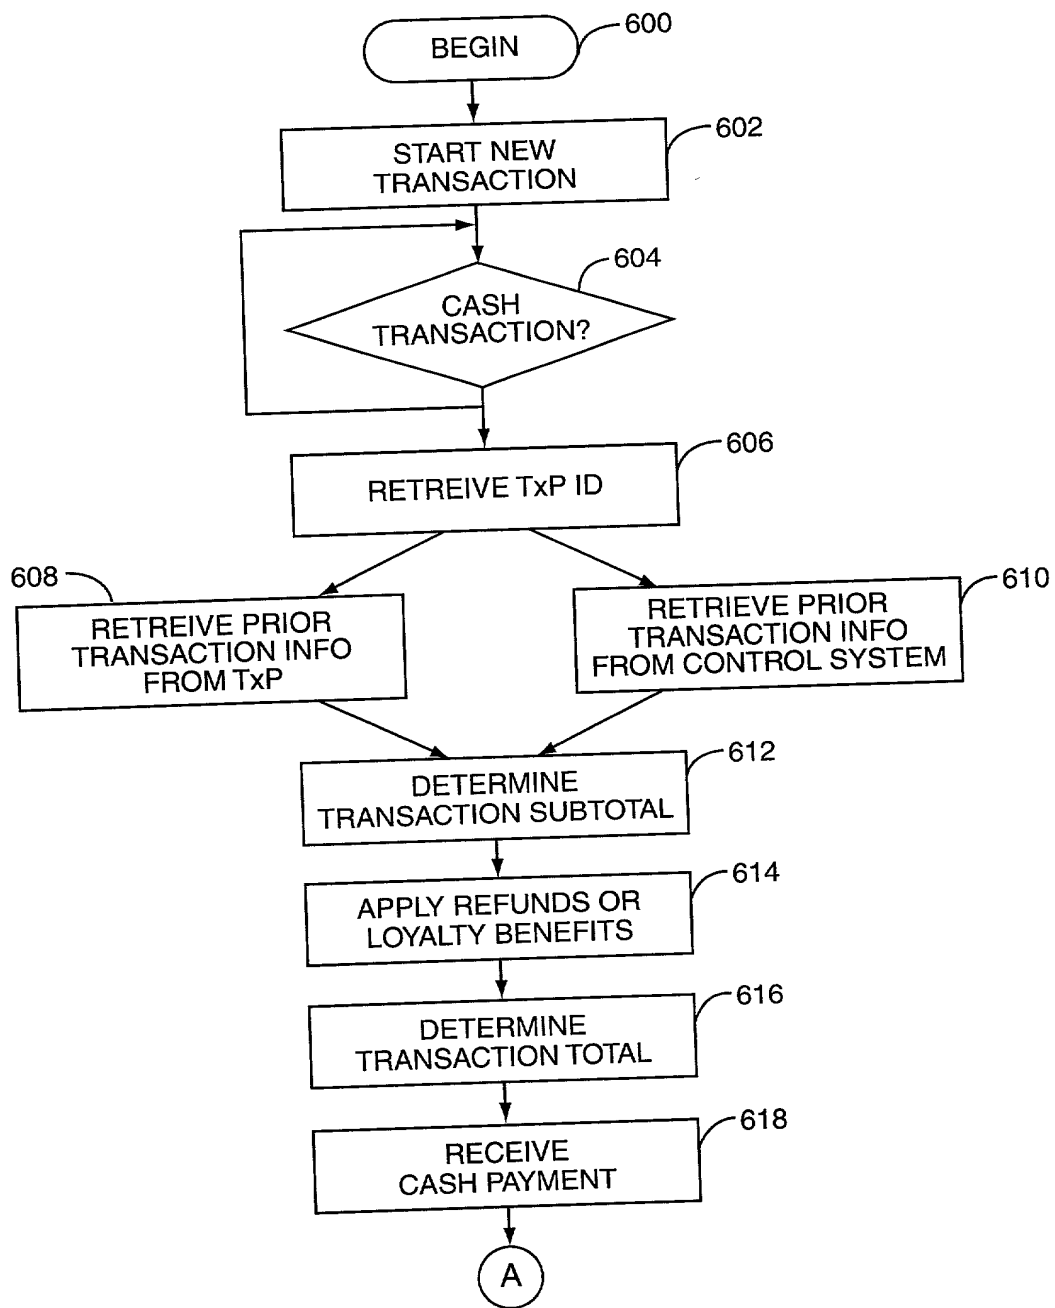 BEGIN
600
START NEW
TRANSACTION
602
CASH
TRANSACTION?
604
RETREIVE TxP ID
606
608
RETREIVE PRIOR
TRANSACTION INFO
FROM TxP
RETRIEVE PRIOR
TRANSACTION INFO
FROM CONTROL SYSTEM
610
DETERMINE
TRANSACTION SUBTOTAL
612
APPLY REFUNDS OR
LOYALTY BENEFITS
614
DETERMINE
TRANSACTION TOTAL
616
RECEIVE
CASH PAYMENT
618
A